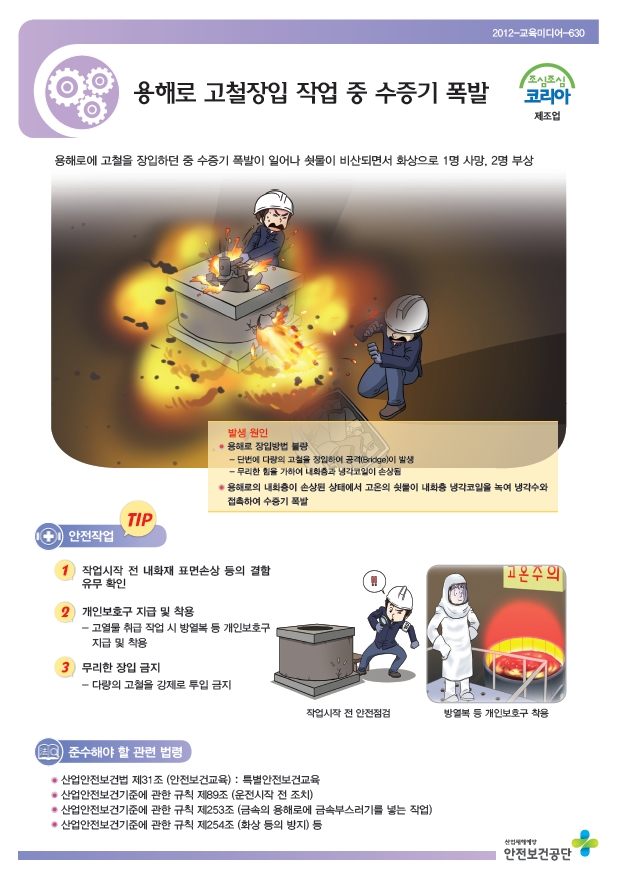 2012-교육미디어-630
용해로 고철장입 작업 중 수증기 폭발
조심조심
코리아
제조업
용해로에 고철을 장입하던 중 수증기 폭발이 일어나 쇳물이 비산되면서 화상으로 1명 사망, 2명 부상
발생 원인
용해로 장입방법 불량
- 단번에 다량의 고철을 장입하여 공격(Bridge)이 발생
- 무리한 힘을 가하여 내화층과 냉각코일이 손상됨
용해로의 내화층이 손상된 상태에서 고온의 쇳물이 내화층 냉각코일을 녹여 냉각수와
접촉하여 수증기 폭발
TIP
안전작업
1 작업시작 전 내화재 표면손상 등의 결함
유무 확인
2 개인보호구 지급 및 착용
- 고열물 취급 작업 시 방열복 등 개인보호구
지급 및 착용
3 무리한 장입 금지
- 다량의 고철을 강제로 투입 금지
!!
고온주의
작업시작 전 안전점검
방열복 등 개인보호구 착용
준수해야 할 관련 법령
산업안전보건법 제31조 (안전보건교육) : 특별안전보건교육
산업안전보건기준에 관한 규칙 제89조 (운전시작 전 조치)
산업안전보건기준에 관한 규칙 제253조 (금속의 용해로에 금속부스러기를 넣는 작업)
산업안전보건기준에 관한 규칙 제254조 (화상 등의 방지) 등
산업재해예방
안전보건공단